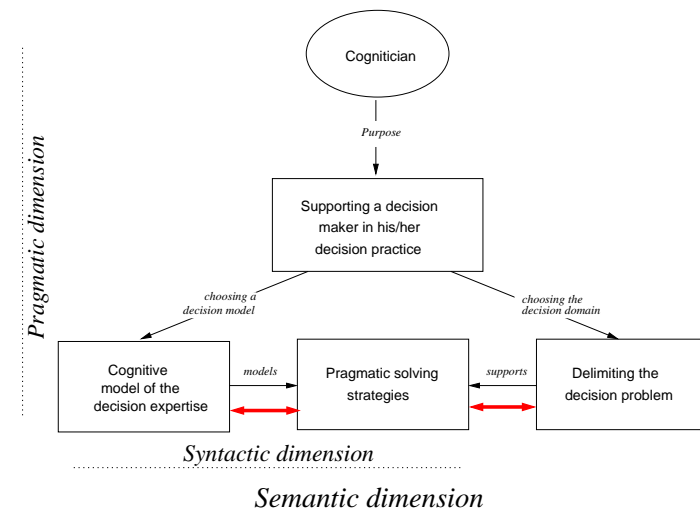 Cognitician
Purpose
Supporting a decision
maker in his/her
decision practice
Pragmatic dimension
choosing a
decision model
choosing the
decision domain
Cognitive
model of the
decision expertise
models
Pragmatic solving
strategies
supports
Delimiting the
decision problem
Syntactic dimension
Semantic dimension